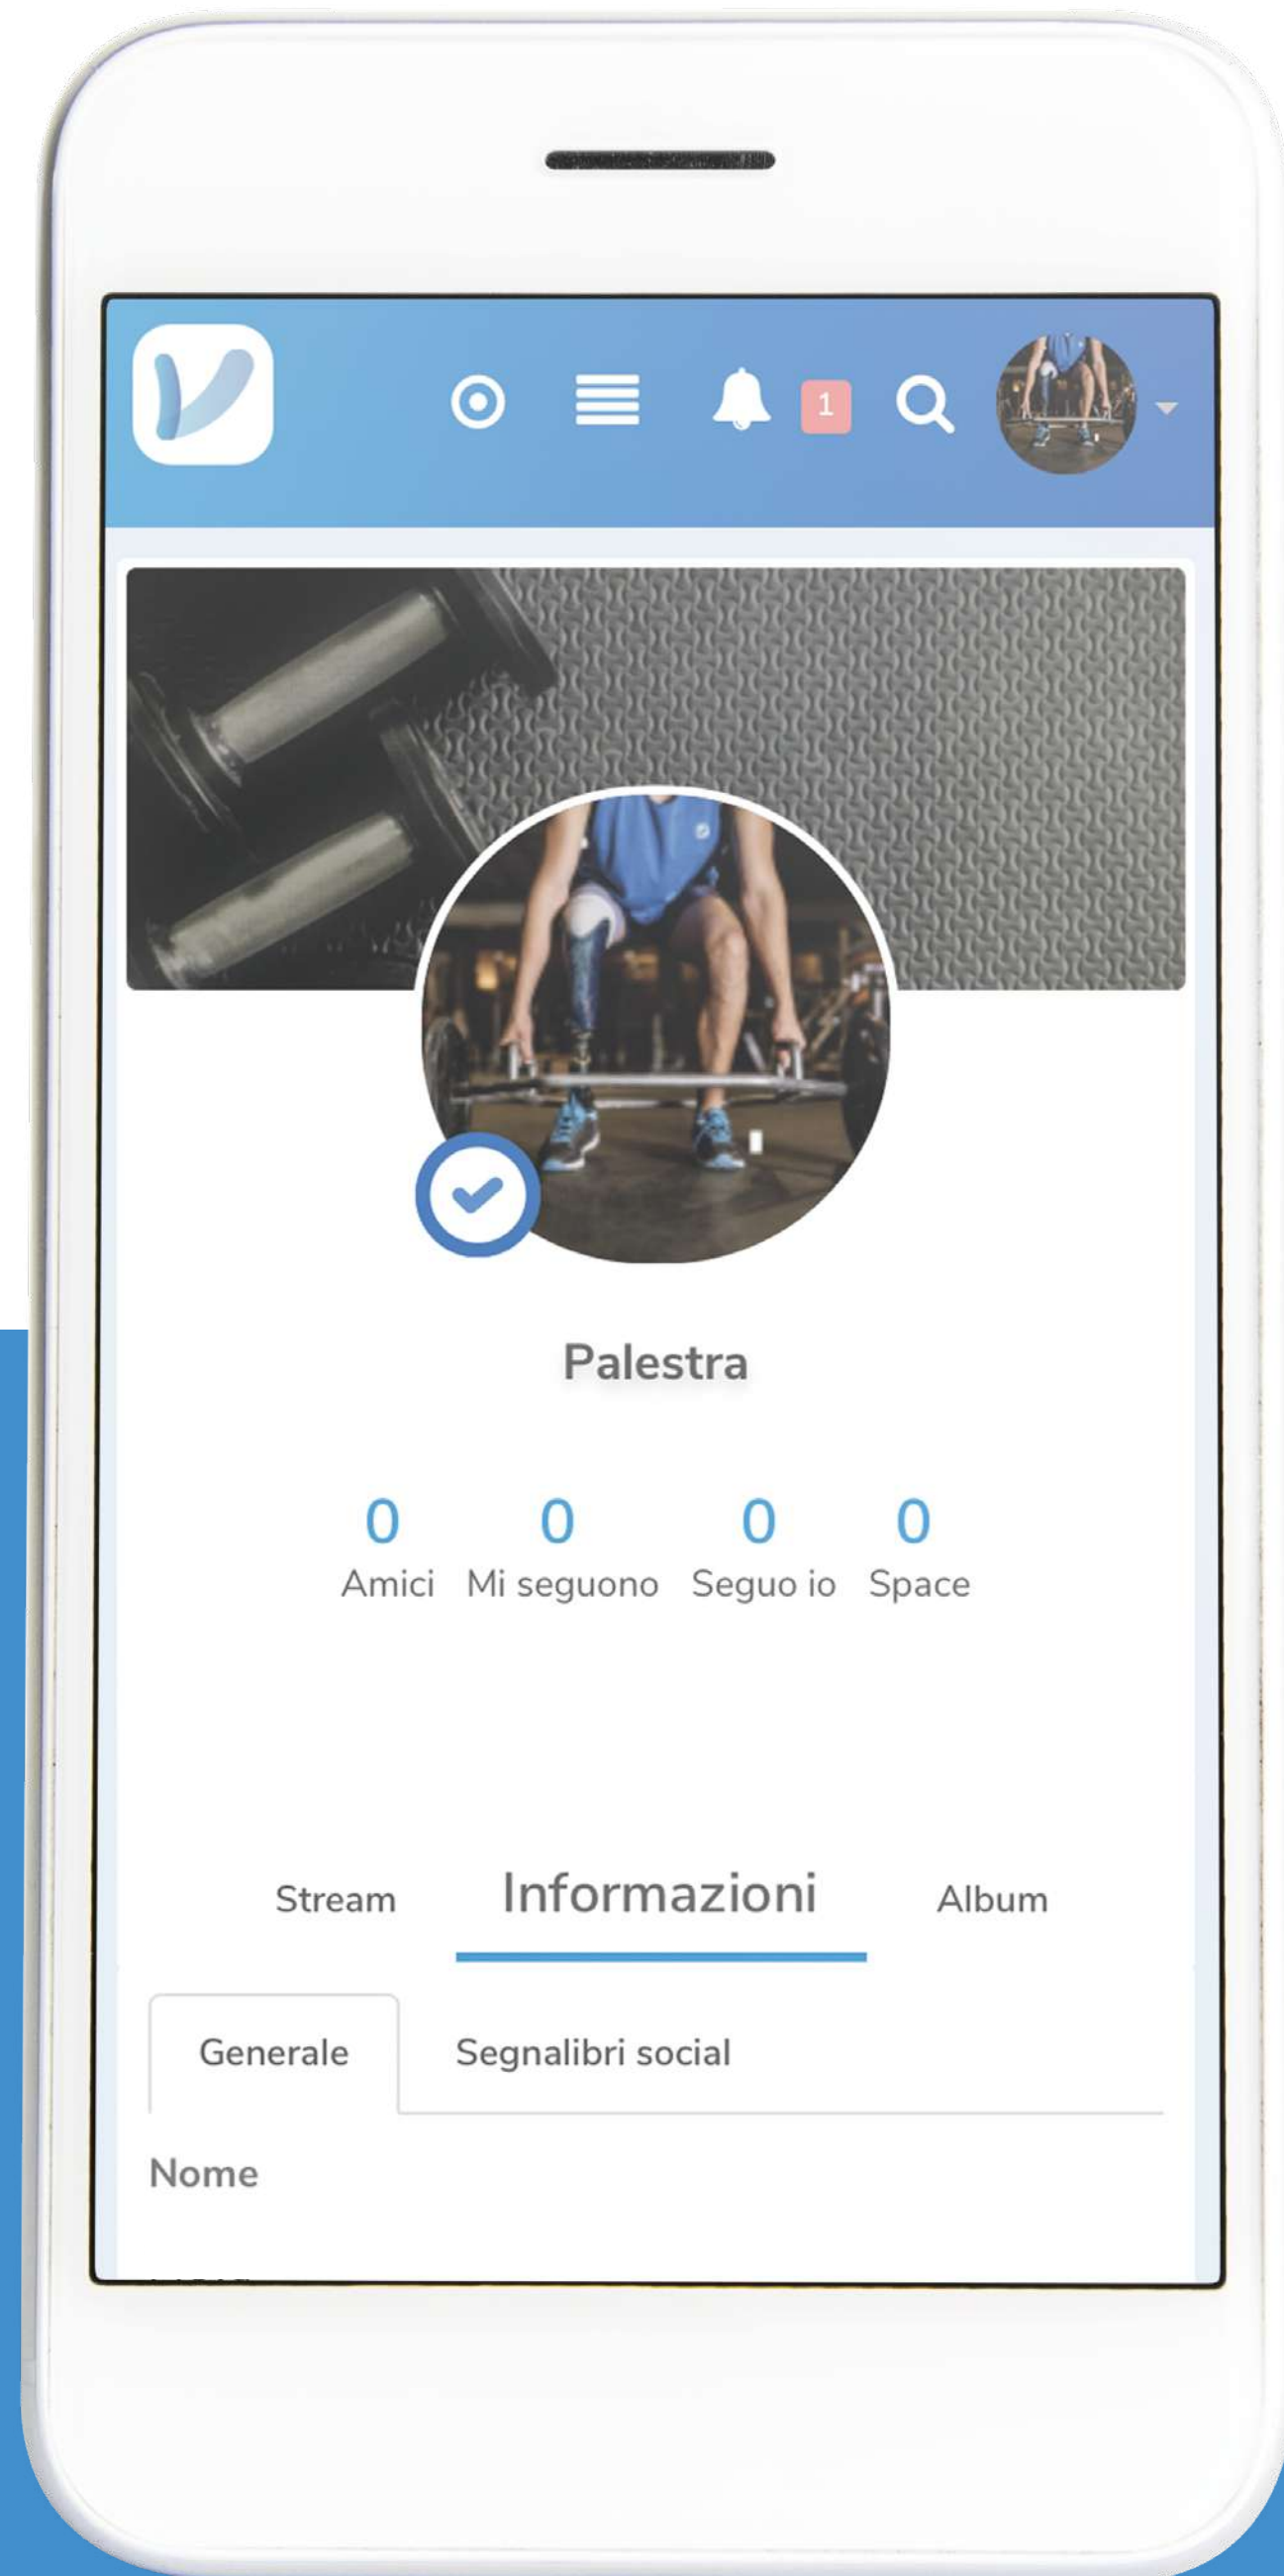 1
Palestra
0 0 0 0
Amici Mi seguono Seguo io Space
Stream Informazioni Album
Generale Segnalibri social
Nome